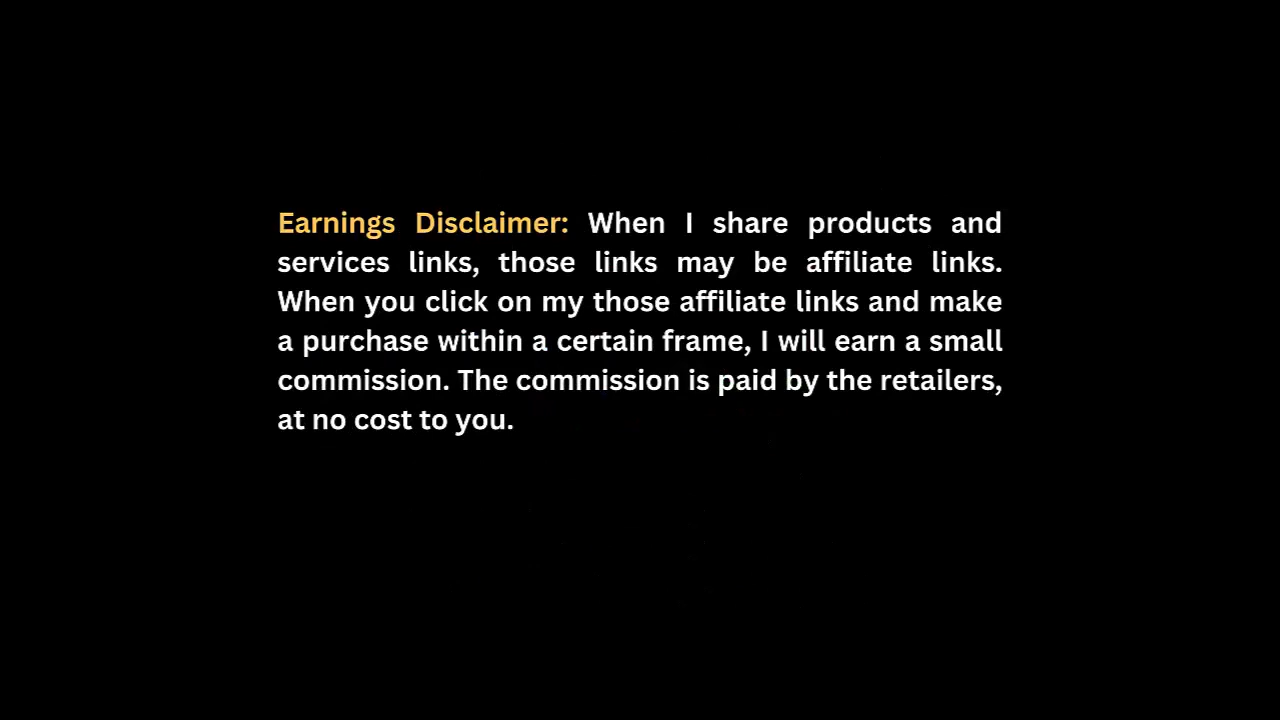 Earnings Disclaimer: When I share products and
services links, those links may be affiliate links.
When you click on my those affiliate links and make
a purchase within a certain frame, I will earn a small
commission. The commission is paid by the retailers,
at no cost to you.